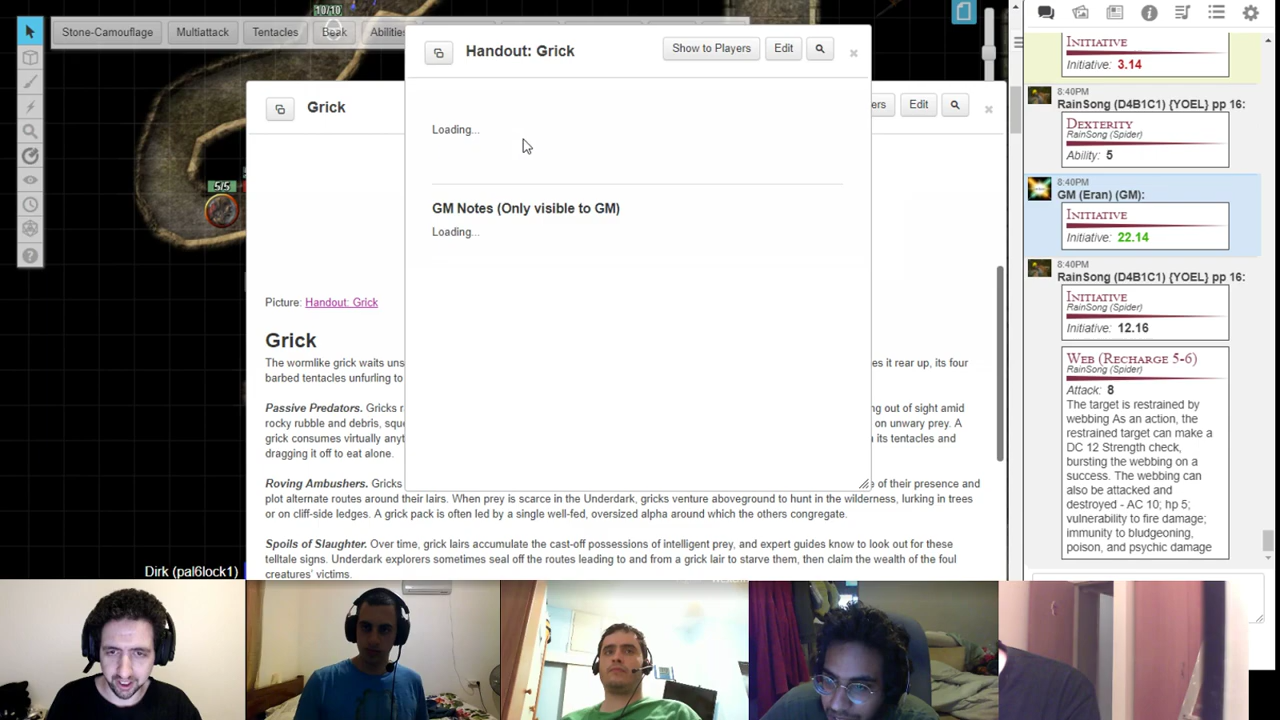 10/10
Stone-Camouflage
Multiattack
Tentacles
Beak
Abilities
Handout: Grick
Show to Players
Edit
Grick
ers
Edit
Loading...
GM Notes (Only visible to GM)
Loading...
5/5
Picture: Handout: Grick
Grick
The wormlike grick waits uns
es it rear up, its four
barbed tentacles unfurling to
Passive Predators. Gricks r
ng out of sight amid
rocky rubble and debris, sque
on unwary prey. A
grick consumes virtually anyt
n its tentacles and
dragging it off to eat alone.
Roving Ambushers. Gricks
e of their presence and
plot alternate routes around their lairs. When prey is scarce in the Underdark, gricks venture aboveground to hunt in the wilderness, lurking in trees
or on cliff-side ledges. A grick pack is often led by a single well-fed, oversized alpha around which the others congregate.
Spoils of Slaughter. Over time, grick lairs accumulate the cast-off possessions of intelligent prey, and expert guides know to look out for these
telltale signs. Underdark explorers sometimes seal off the routes leading to and from a grick lair to starve them, then claim the wealth of the foul
creatures' victims.
Dirk (pal6lock1)
Initiative
Initiative: 3.14
8:40PM
RainSong (D4B1C1) {YOEL} pp 16:
Dexterity
RainSong (Spider)
Ability: 5
8:40PM
GM (Eran) (GM):
Initiative
Initiative: 22.14
8:40PM
RainSong (D4B1C1) {YOEL} pp 16:
Initiative
RainSong (Spider)
Initiative: 12.16
Web (Recharge 5-6)
RainSong (Spider)
Attack: 8
The target is restrained by
webbing As an action, the
restrained target can make a
DC 12 Strength check,
bursting the webbing on a
success. The webbing can
also be attacked and
destroyed - AC 10; hp 5;
vulnerability to fire damage;
immunity to bludgeoning,
poison, and psychic damage